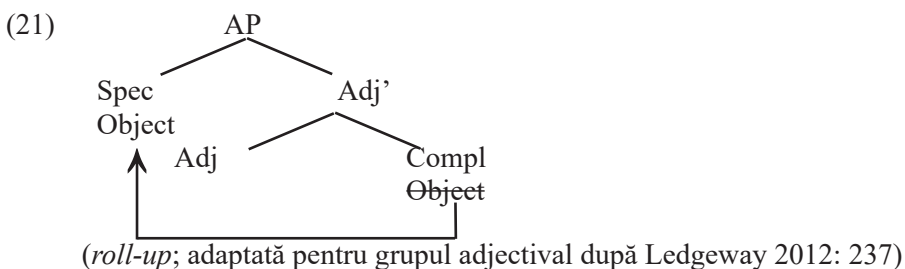 (21) AP
Spec Adj’
Object
Adj Compl
Object
(roll-up; adaptată pentru grupul adjectival după Ledgeway 2012: 237)